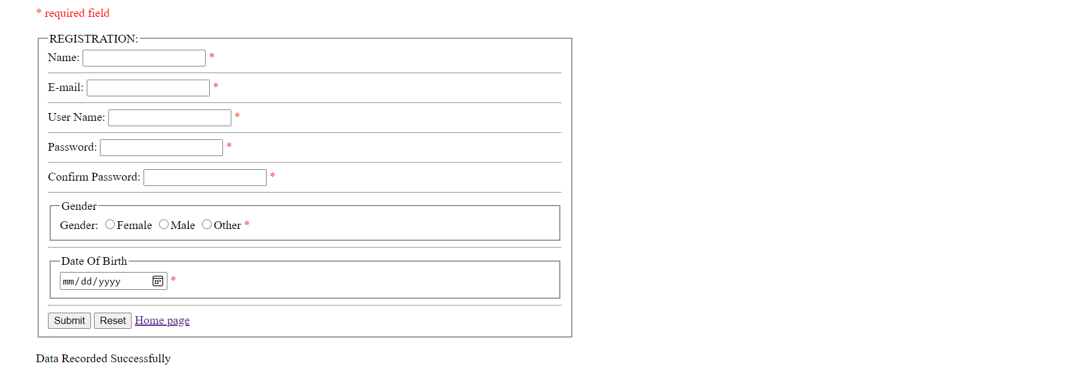 * required field
REGISTRATION:
Name: *
E-mail: *
User Name: *
Password: *
Confirm Password: *
Gender
Gender: Female Male Other *
Date Of Birth
mm/dd/yyyy *
Submit Reset Home page
Data Recorded Successfully